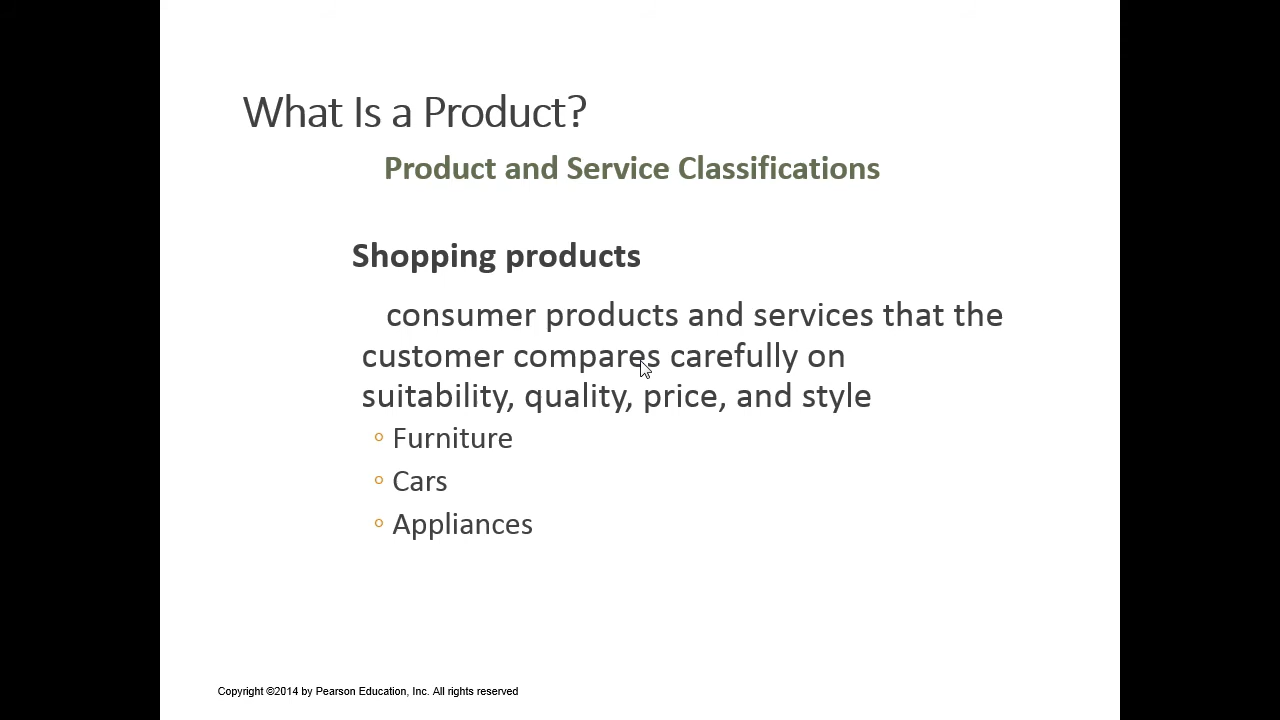 What Is a Product?
Product and Service Classifications
Shopping products
consumer products and services that the
customer compares carefully on
suitability, quality, price, and style
Furniture
Cars
Appliances
Copyright ©2014 by Pearson Education, Inc. All rights reserved